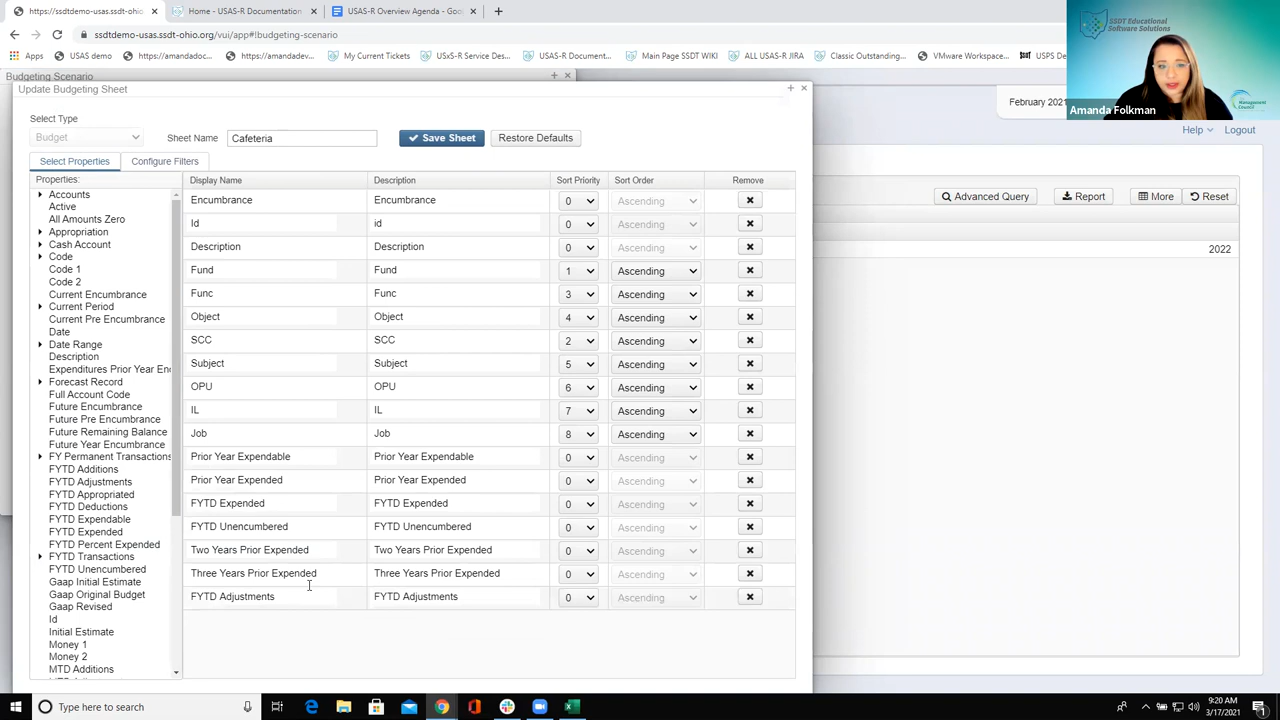 https://ssdtdemo-usas.ssdt-ohio
Home - USAS-R Documentation
USAS-R Overview Agenda - Goo
ssdtdemo-usas.ssdt-ohio.org/vui/app#!budgeting-scenario
Apps
USAS demo
https://amandadoc...
https://amandadev...
My Current Tickets
USxS-R Service Des...
USAS-R Document...
Main Page SSDT WIKI
ALL USAS-R JIRA
Classic Outstanding...
VMware Workspace...
USPS De
SSDT Educational
Software Solutions
Management
Council
Amanda Folkman
Budgeting Scenario
Update Budgeting Sheet
February 2021
Help
Logout
Select Type
Budget
Sheet Name
Cafeteria
Save Sheet
Restore Defaults
Select Properties
Configure Filters
Advanced Query
Report
More
Reset
2022
Properties:
Accounts
Active
All Amounts Zero
Appropriation
Cash Account
Code
Code 1
Code 2
Current Encumbrance
Current Period
Current Pre Encumbrance
Date
Date Range
Description
Expenditures Prior Year En
Forecast Record
Full Account Code
Future Encumbrance
Future Pre Encumbrance
Future Remaining Balance
Future Year Encumbrance
FY Permanent Transactions
FYTD Additions
FYTD Adjustments
FYTD Appropriated
FYTD Deductions
FYTD Expendable
FYTD Expended
FYTD Percent Expended
FYTD Transactions
FYTD Unencumbered
Gaap Initial Estimate
Gaap Original Budget
Gaap Revised
Id
Initial Estimate
Money 1
Money 2
MTD Additions
Display Name Description Sort Priority Sort Order Remove
Encumbrance Encumbrance 0 Ascending
Id id 0 Ascending
Description Description 0 Ascending
Fund Fund 1 Ascending
Func Func 3 Ascending
Object Object 4 Ascending
SCC SCC 2 Ascending
Subject Subject 5 Ascending
OPU OPU 6 Ascending
IL IL 7 Ascending
Job Job 8 Ascending
Prior Year Expendable Prior Year Expendable 0 Ascending
Prior Year Expended Prior Year Expended 0 Ascending
FYTD Expended FYTD Expended 0 Ascending
FYTD Unencumbered FYTD Unencumbered 0 Ascending
Two Years Prior Expended Two Years Prior Expended 0 Ascending
Three Years Prior Expended Three Years Prior Expended 0 Ascending
FYTD Adjustments FYTD Adjustments 0 Ascending
Type here to search
9:20 AM
3/17/2021
1